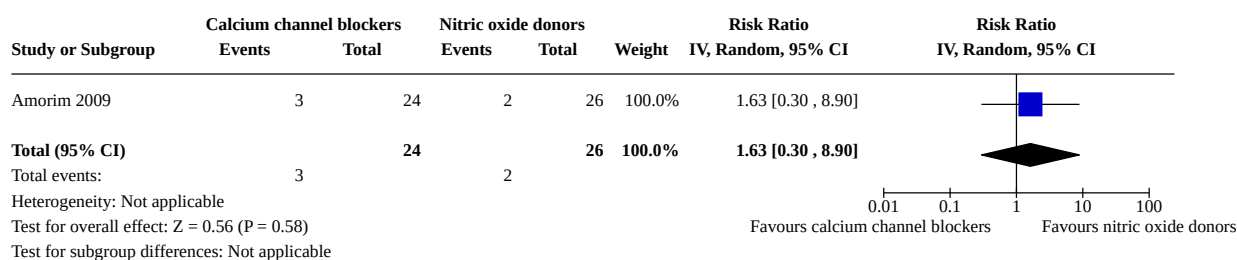 Calcium channel blockers Nitric oxide donors Risk Ratio Risk Ratio
Study or Subgroup Events Total Events Total Weight IV, Random, 95% CI IV, Random, 95% CI
Amorim 2009 3 24 2 26 100.0% 1.63 [0.30 , 8.90]
Total (95% CI) 24 26 100.0% 1.63 [0.30 , 8.90]
Total events: 3 2
Heterogeneity: Not applicable
0.01 0.1 1 10 100
Test for overall effect: Z = 0.56 (P = 0.58) Favours calcium channel blockers Favours nitric oxide donors
Test for subgroup differences: Not applicable